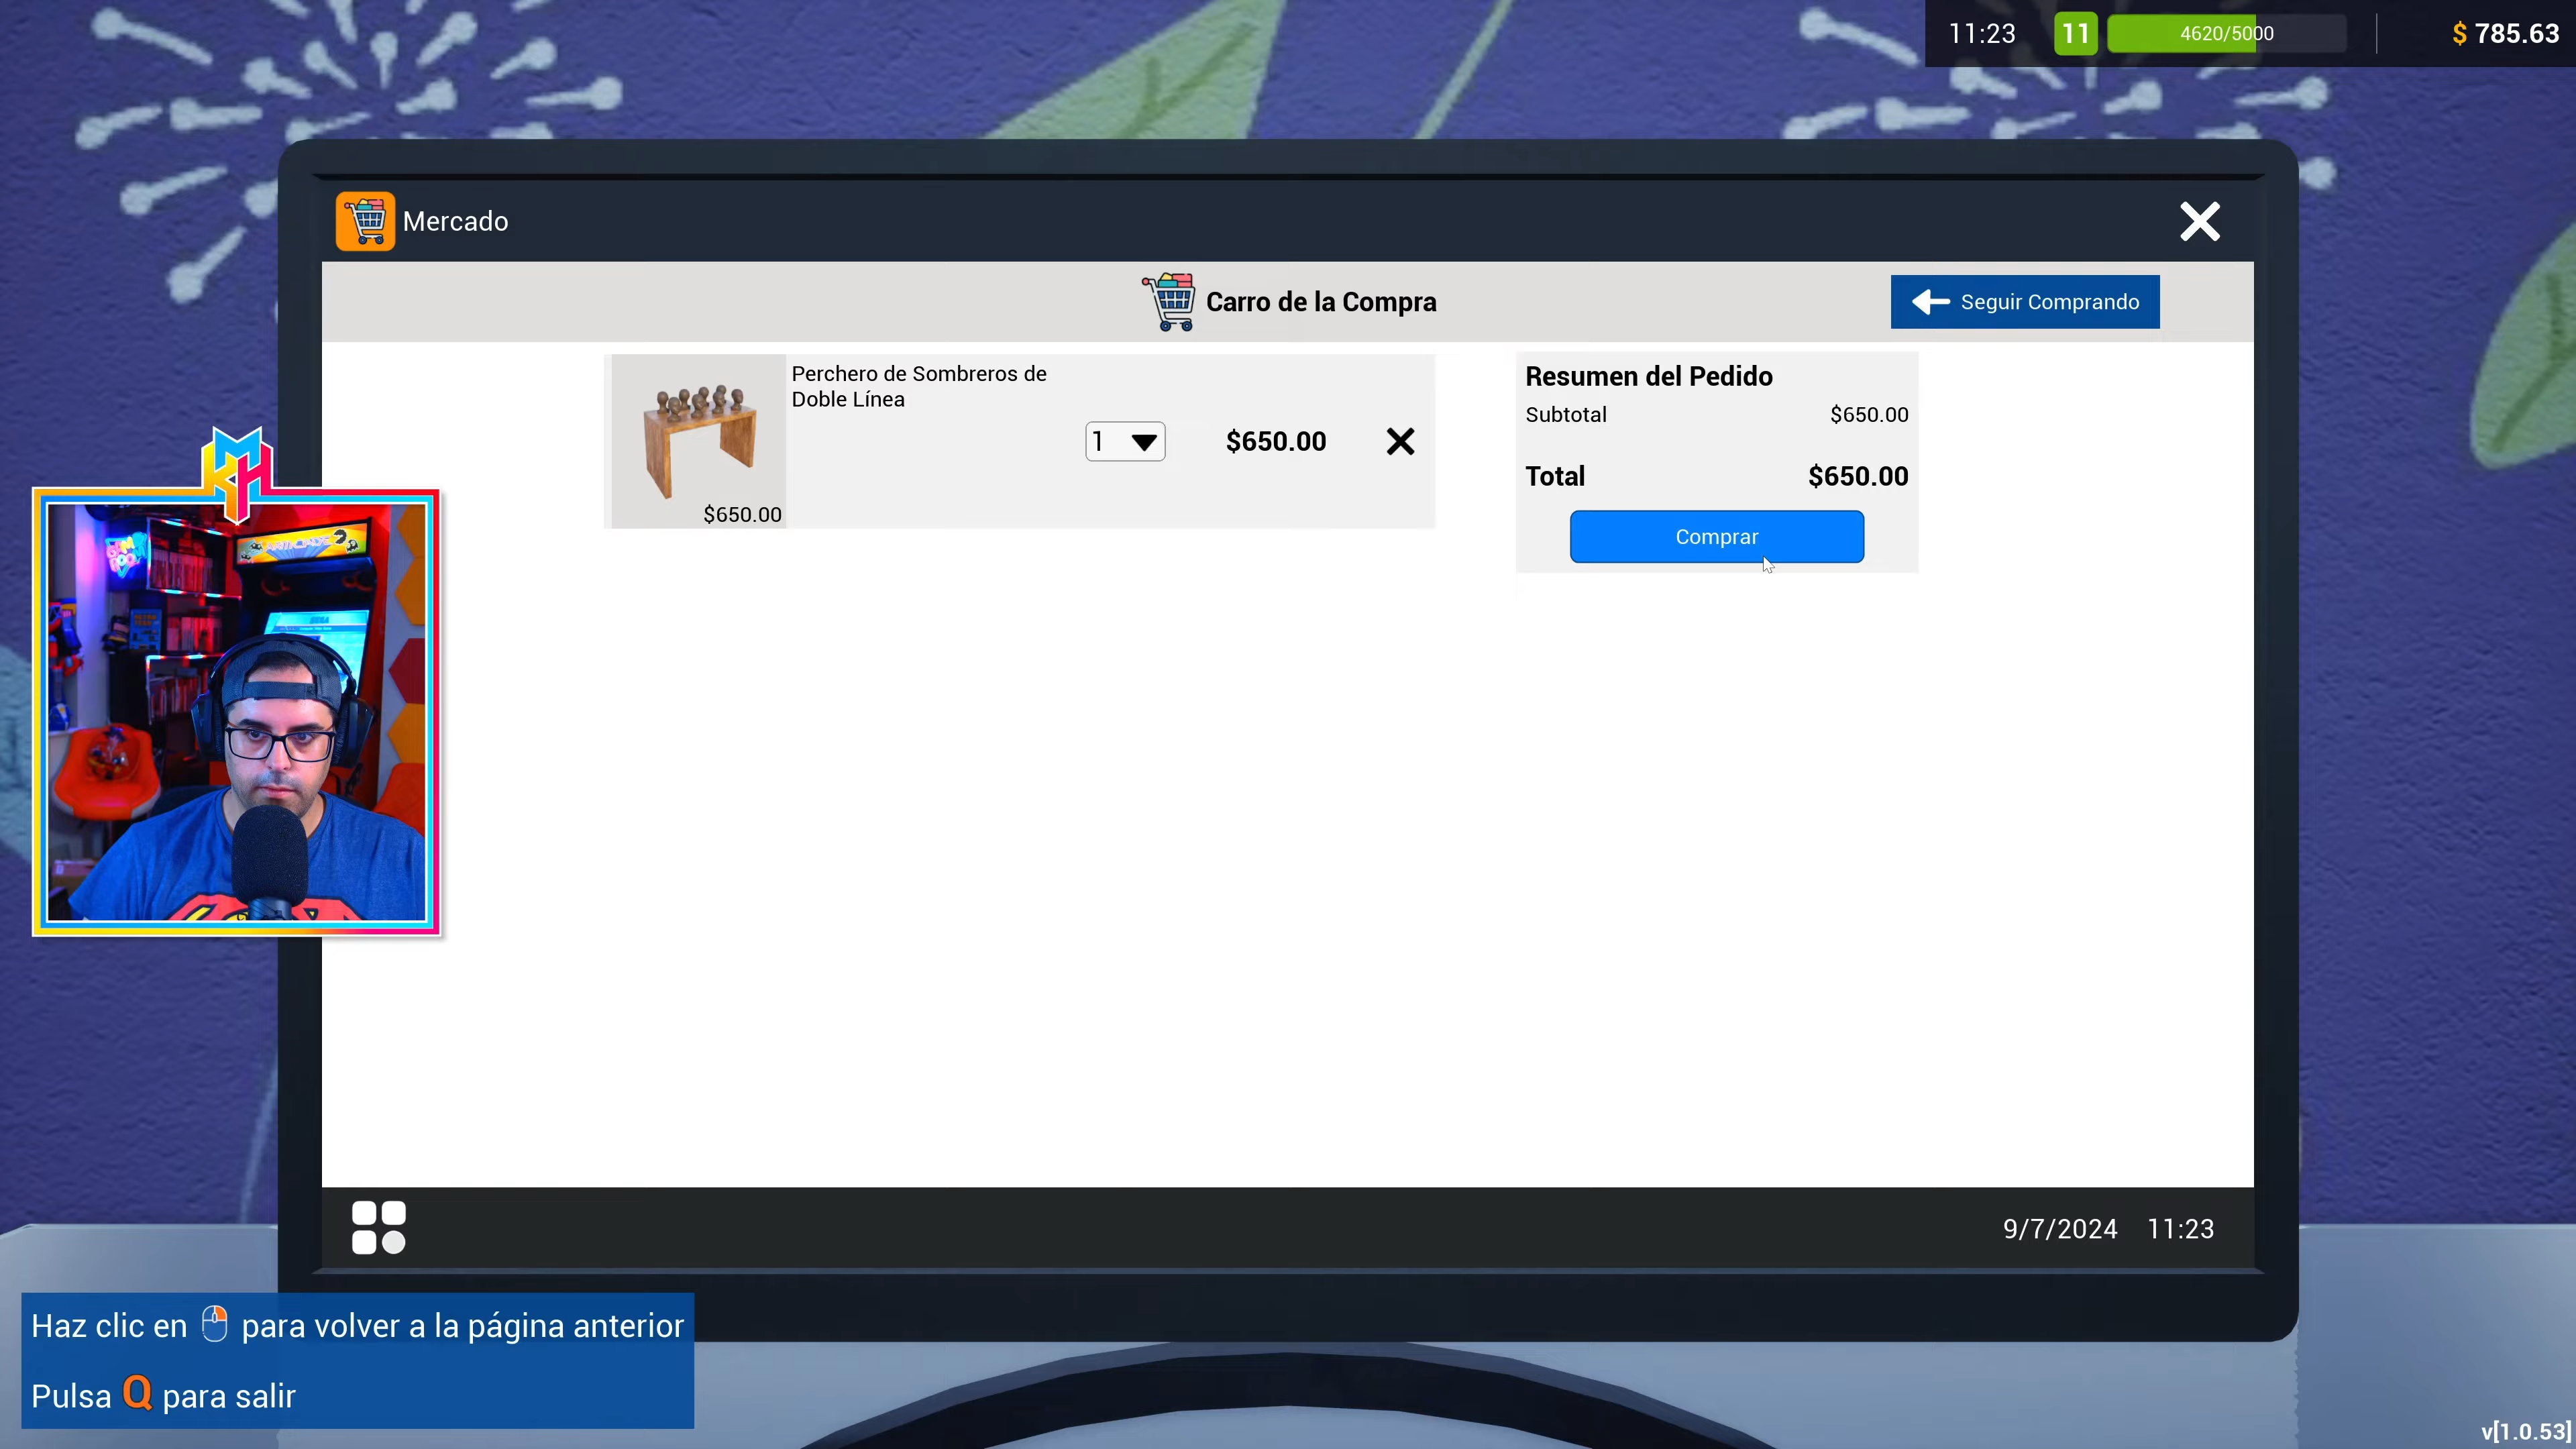 11:23
11
4620/5000
$ 785.63
Mercado
Carro de la Compra
Seguir Comprando
Perchero de Sombreros de
Doble Línea
1
$650.00
$650.00
Resumen del Pedido
Subtotal $650.00
Total $650.00
Comprar
SEGA
9/7/2024 11:23
Haz clic en para volver a la página anterior
Pulsa Q para salir
v[1.0.53]